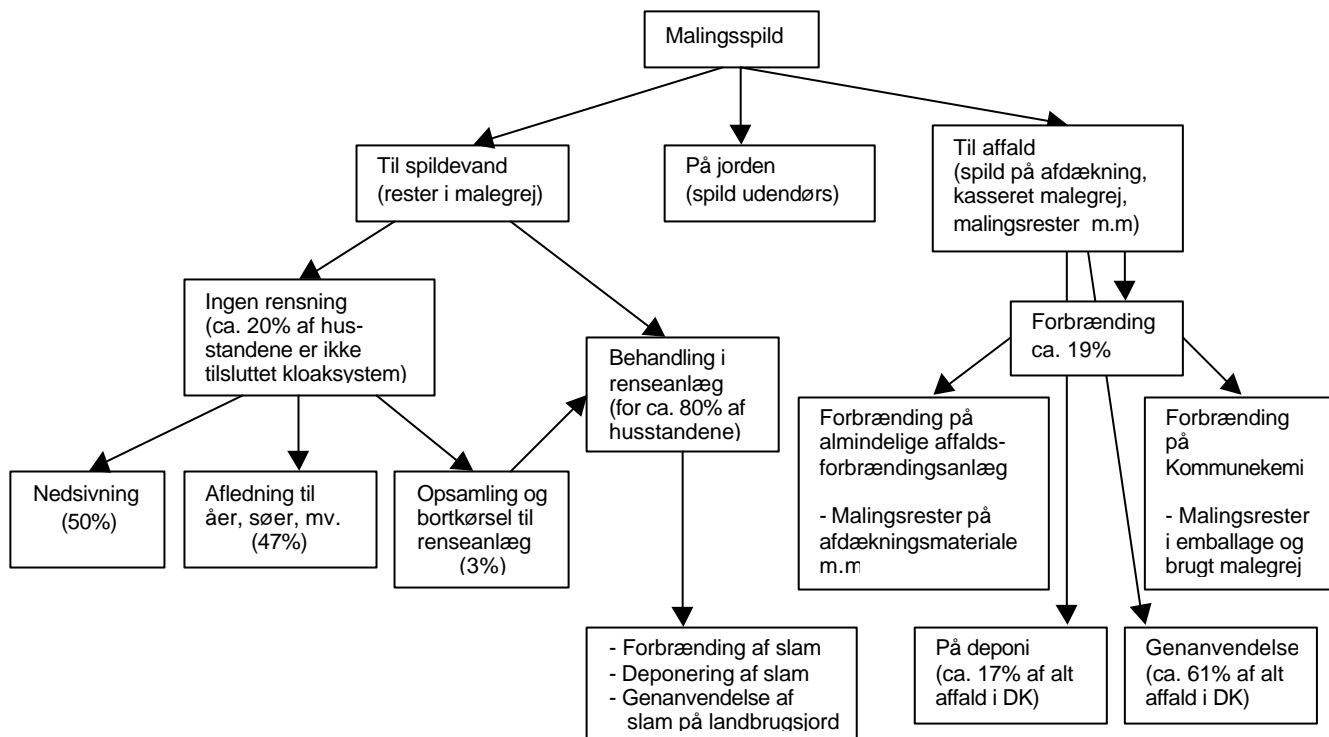 Malingsspild
Til spildevand
(rester i malegrej)
På jorden
(spild udendørs)
Til affald
(spild på afdækning,
kasseret malegrej,
malingsrester m.m)
Ingen rensning
(ca. 20% af hus-
standene er ikke
tilsluttet kloaksystem)
Behandling i
renseanlæg
(for ca. 80% af
husstandene)
Forbrænding
ca. 19%
Nedsivning
(50%)
Afledning til
åer, søer, mv.
(47%)
Opsamling og
bortkørsel til
renseanlæg
(3%)
Forbrænding på
almindelige affalds-
forbrændingsanlæg
- Malingsrester på
afdækningsmateriale
m.m
Forbrænding
på
Kommunekemi
- Malingsrester
i emballage og
brugt malegrej
- Forbrænding af slam
- Deponering af slam
- Genanvendelse af
slam på landbrugsjord
På deponi
(ca. 17% af alt
affald i DK)
Genanvendelse
(ca. 61% af alt
affald i DK)